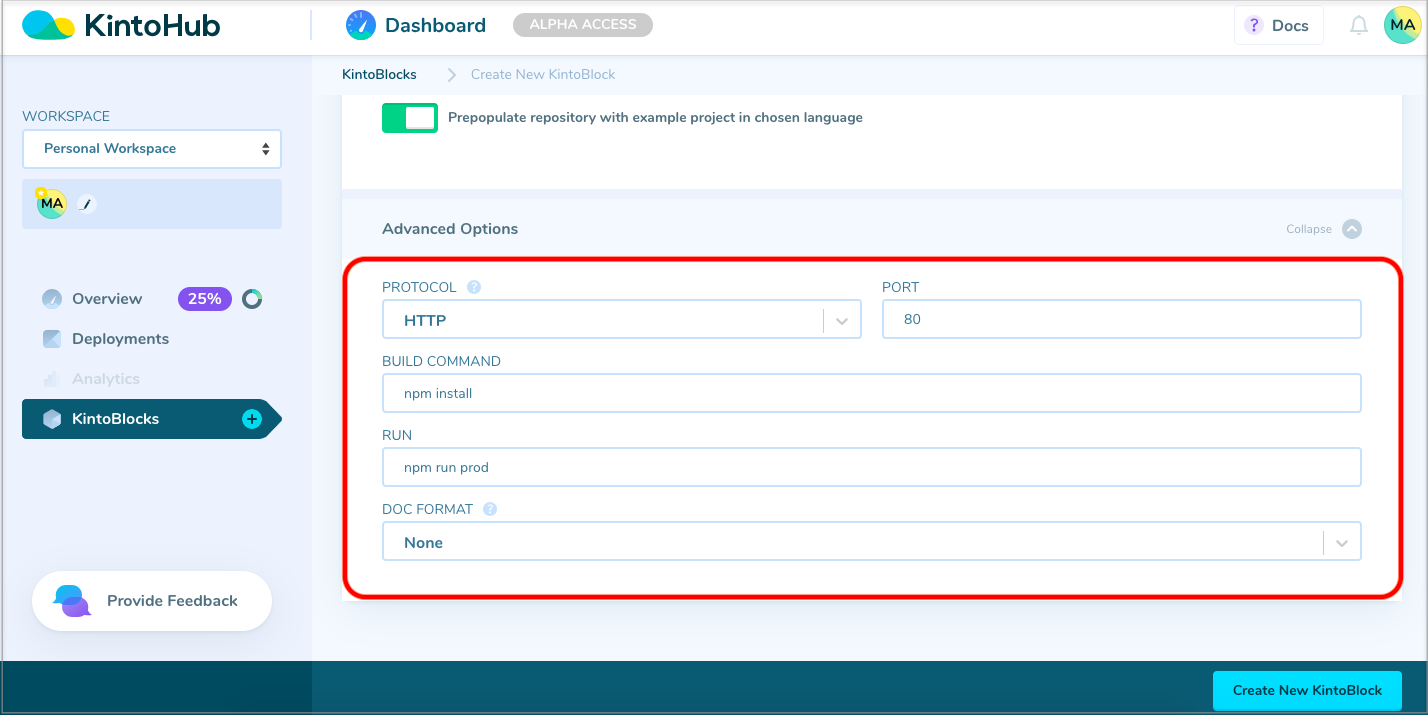 KintoHub
Dashboard
ALPHA ACCESS
? Docs
MA
KintoBlocks
Create New KintoBlock
WORKSPACE
Personal Workspace
MA
Overview
25%
Deployments
Analytics
KintoBlocks
+
Provide Feedback
Prepopulate repository with example project in chosen language
Advanced Options
Collapse
PROTOCOL ?
PORT
HTTP
80
BUILD COMMAND
npm install
RUN
npm run prod
DOC FORMAT ?
None
Create New KintoBlock